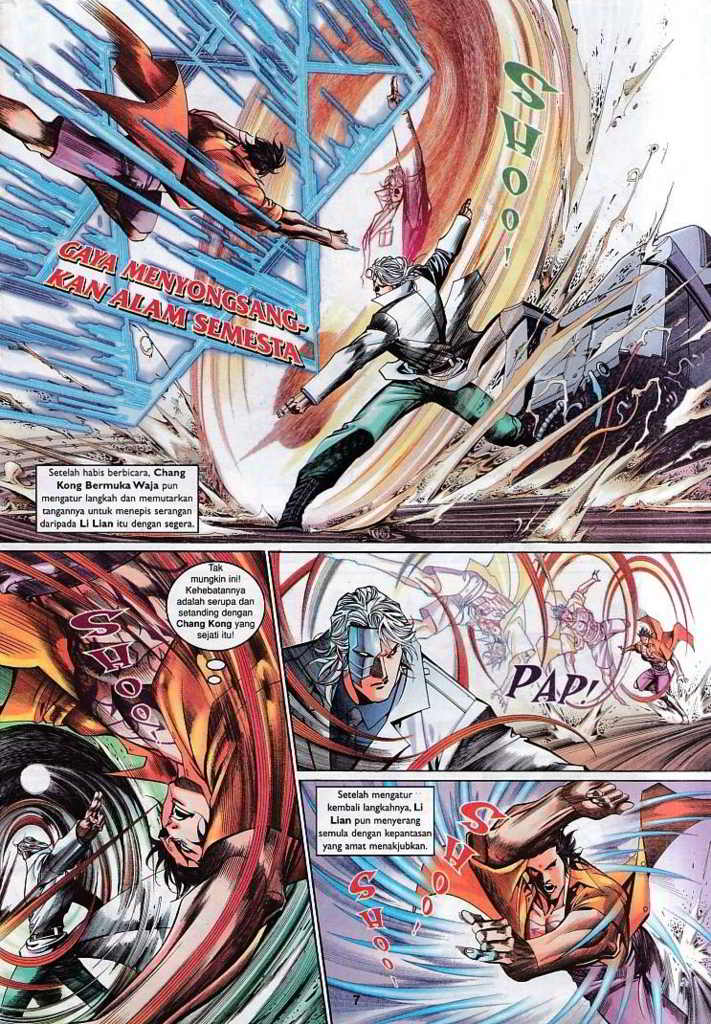 SHOO!
GAYA MENYONGSANG-
KAN ALAM SEMESTA
Setelah habis berbicara, Chang
Kong Bermuka Waja pun
mengatur langkah dan memutarkan
tangannya untuk menepis serangan
daripada Li Lian itu dengan segera.
Tak
mungkin ini!
Kehebatannya
adalah serupa dan
setanding dengan
Chang Kong yang
sejati itu!
SHOO!
PAP!
Setelah mengatur
kembali langkahnya, Li
Lian pun menyerang
semula dengan kepantasan
yang amat menakjubkan.
SHOO!
SHOO!
7